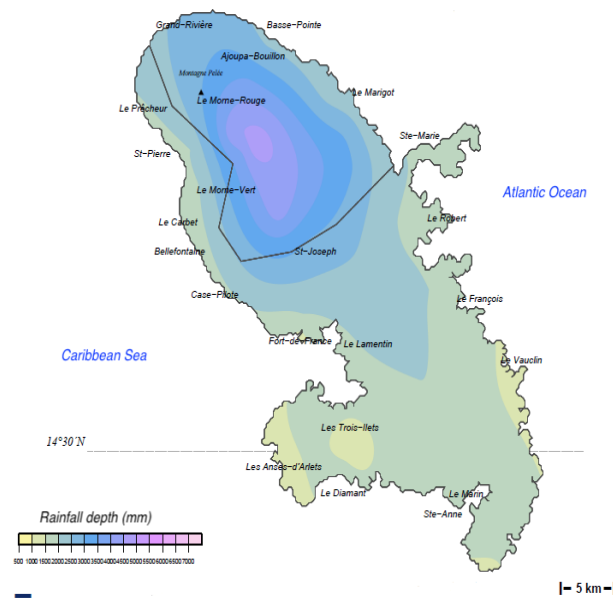 Grand-Rivière
Basse-Pointe
Ajoupa-Bouillon
Montagne Pelée
Le Marigot
Le Morne-Rouge
Le Prêcheur
Ste-Marie
St-Pierre
Le Morne-Vert
Atlantic Ocean
Le Carbet
Le Robert
Bellefontaine
St-Joseph
Case-Pilote
Le François
Fort-de-France
Le Lamentin
Caribbean Sea
Le Vauclin
Les Trois-Ilets
14°30´N
Les Anses-d'Arlets
Le Diamant
Le Marin
Ste-Anne
Rainfall depth (mm)
500 1000 1500 2000 2500 3000 3500 4000 4500 5000 5500 6000 6500 7000
5 km